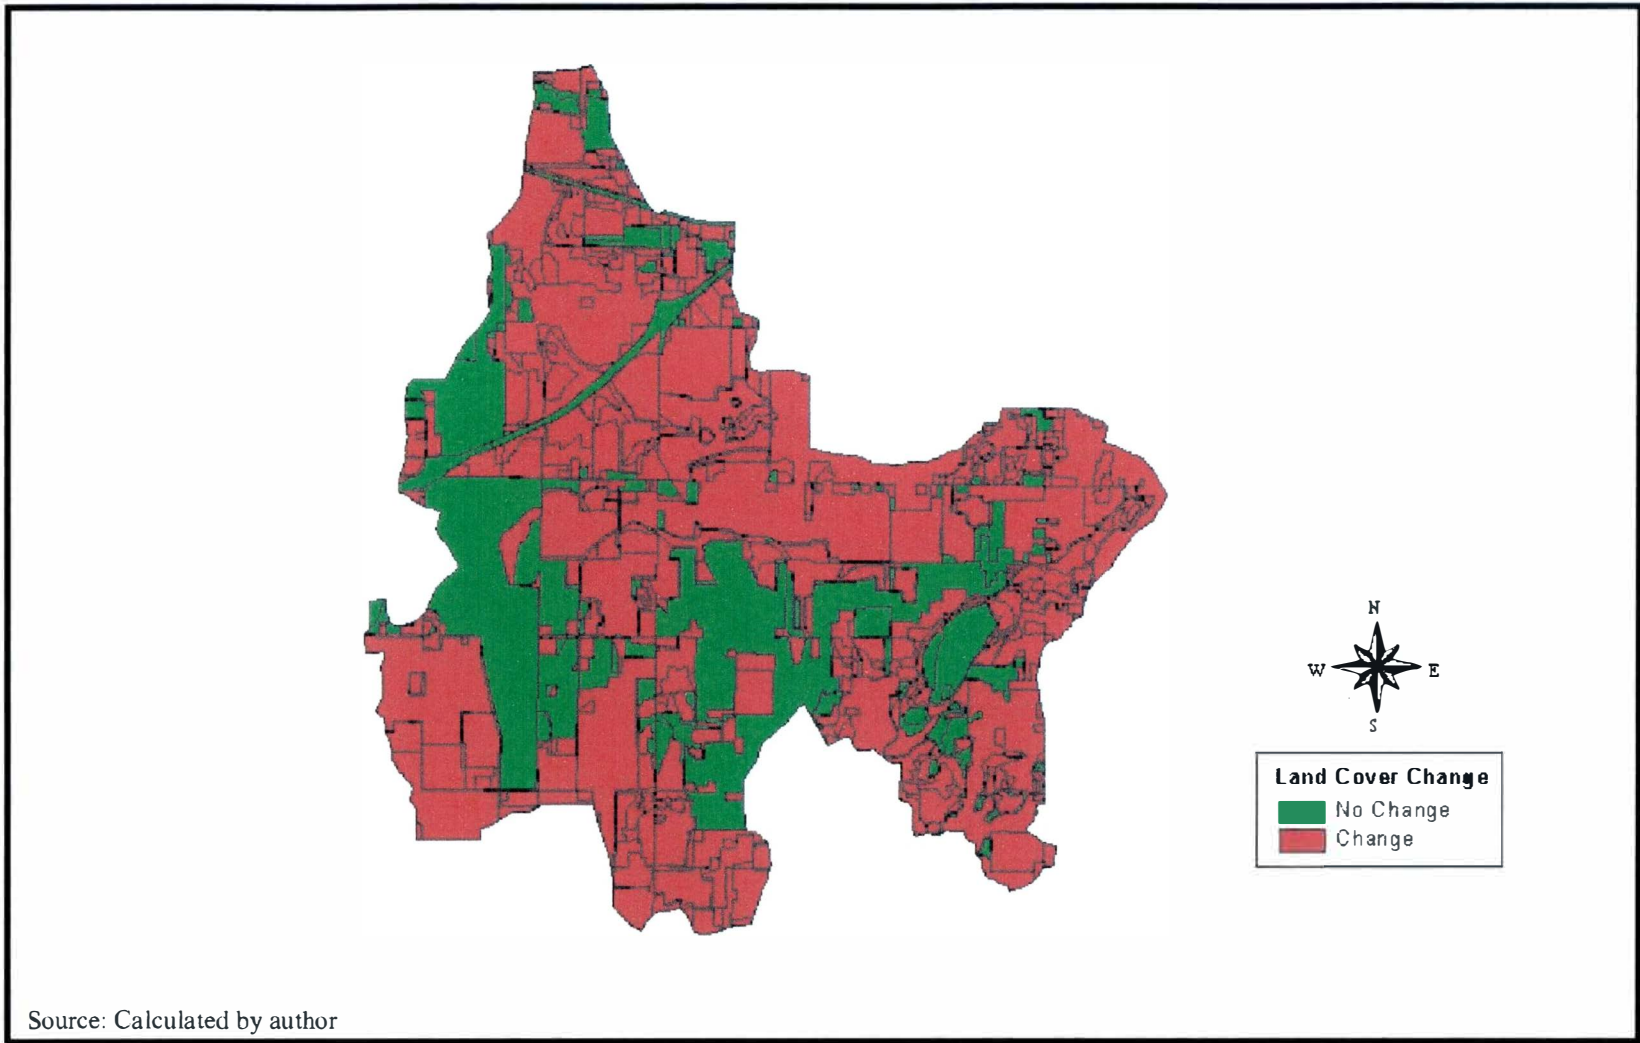 N
W E
S
Land Cover Change
No Change
Change
Source: Calculated by author